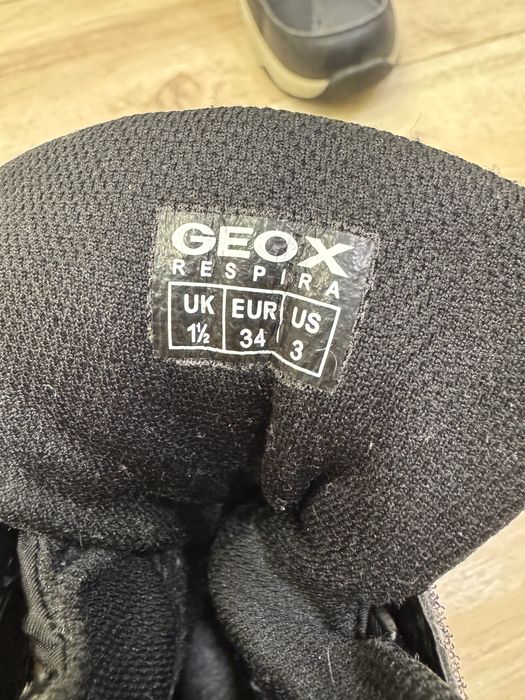 GEOX
RESPIRA
UK EUR US
1½ 34 3